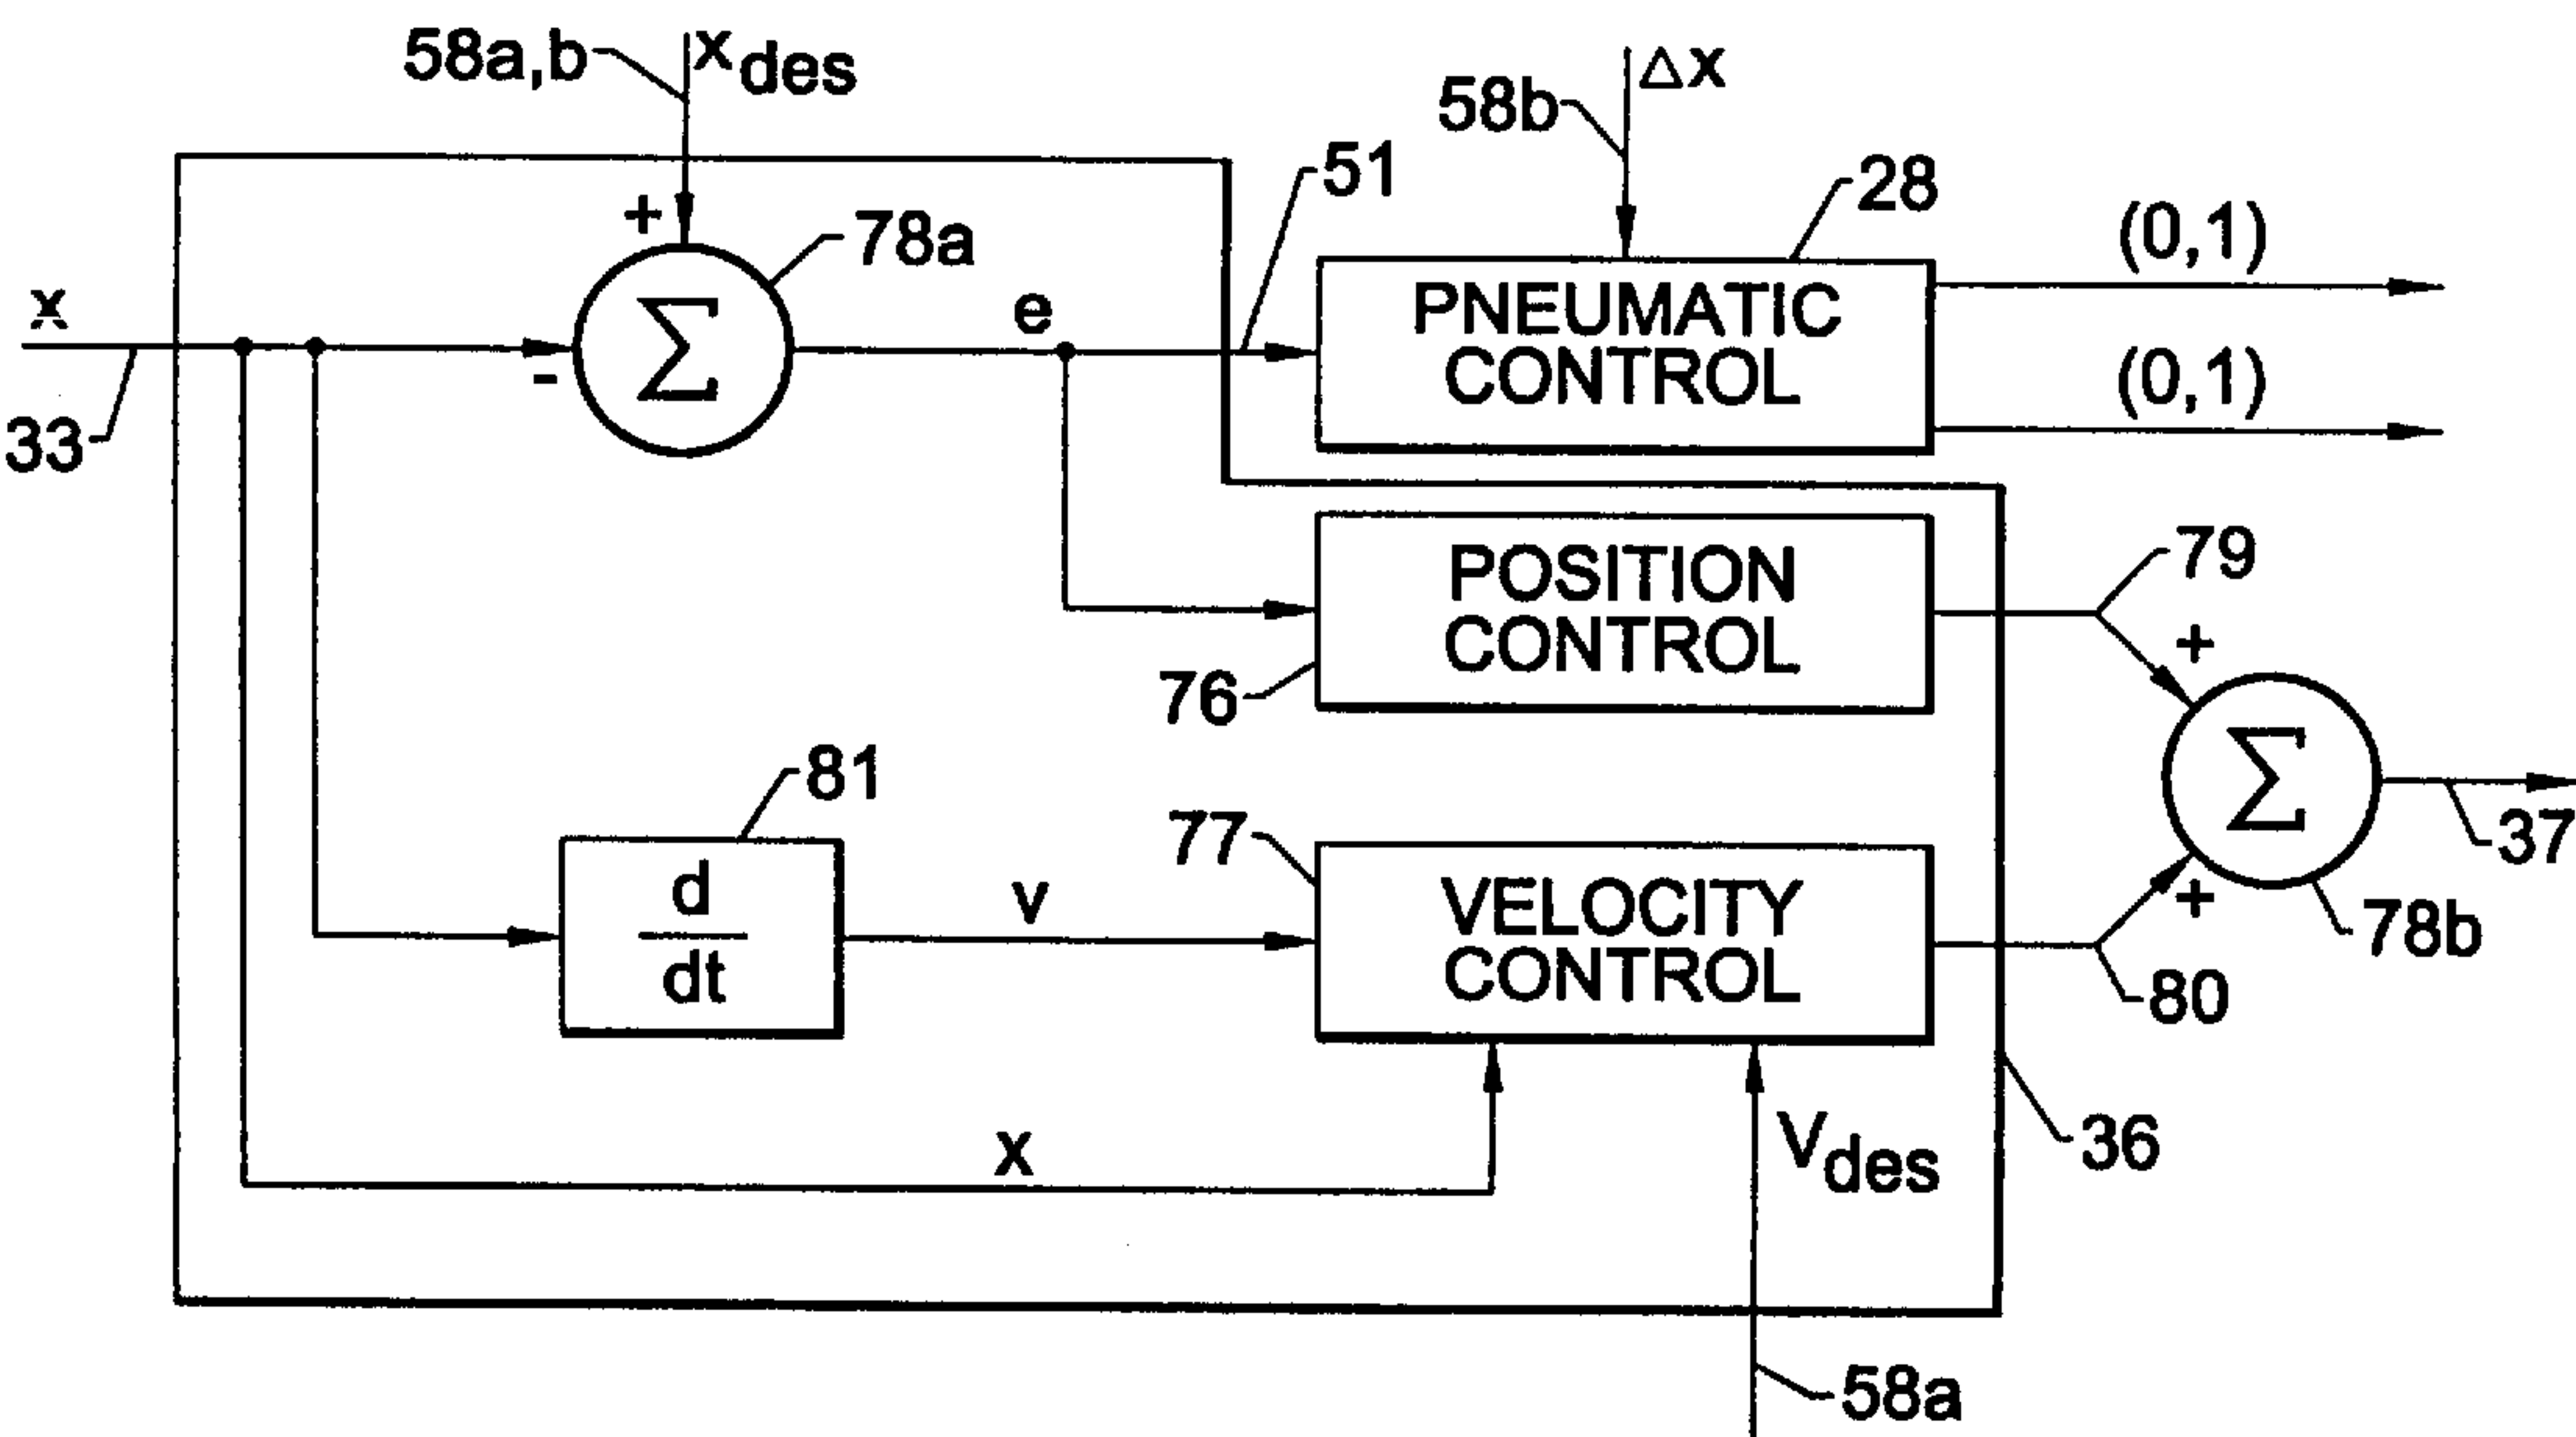 58a,b
x des
Δx
58b
51
28
+
78a
(0,1)
x
e
PNEUMATIC
CONTROL
Σ
-
(0,1)
33
79
POSITION
CONTROL
+
76
Σ
81
77
37
d
dt
v
VELOCITY
CONTROL
+
78b
80
x
V des
36
58a